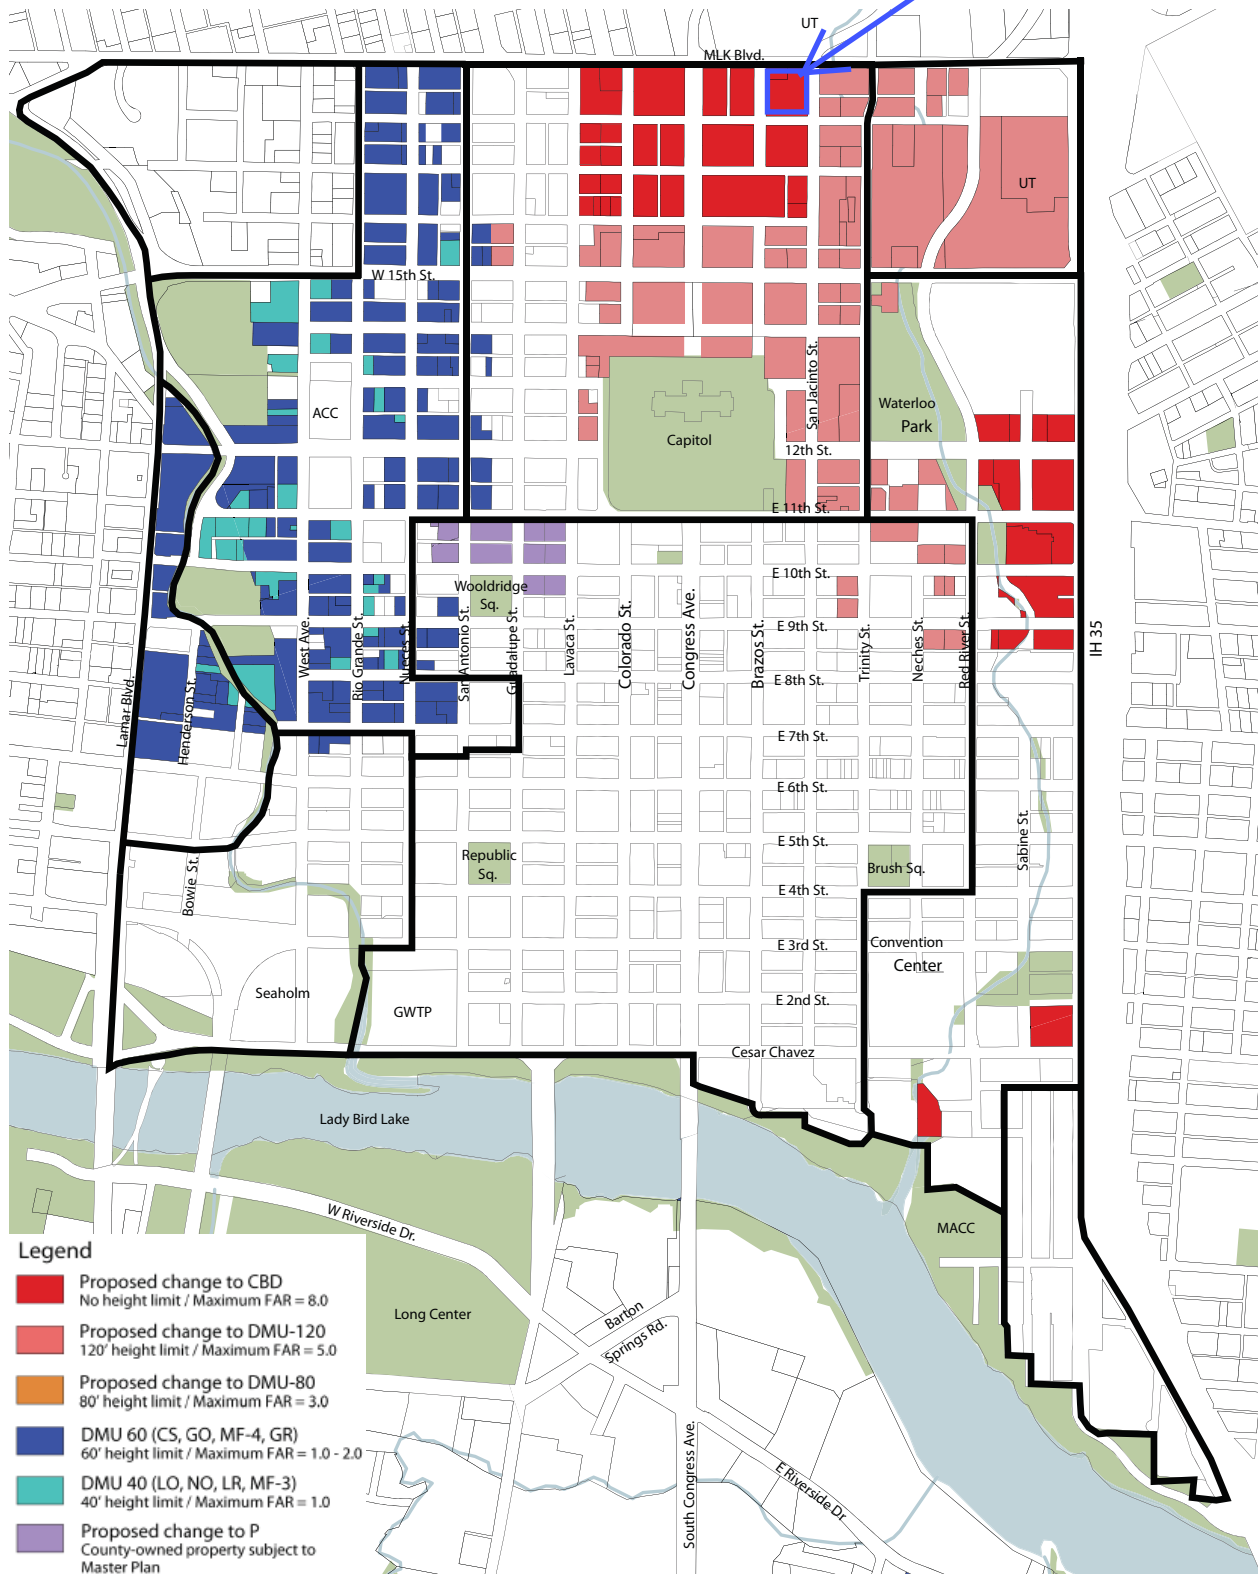 UT
MLK Blvd.
UT
W 15th St.
ACC
San Jacinto St.
Waterloo
Park
Capitol
12th St.
E 11th St.
E 10th St.
Wooldridge
Sq.
E 9th St.
West Ave.
Rio Grande St.
Nueces St.
San Antonio St.
Guadalupe St.
Lavaca St.
Colorado St.
Congress Ave.
Brazos St.
Trinity St.
Neches St.
Red River St.
IH 35
E 8th St.
Lamar Blvd.
Henderson St.
E 7th St.
E 6th St.
E 5th St.
Sabine St.
Republic
Sq.
Brush Sq.
Bowie St.
E 4th St.
E 3rd St.
Convention
Center
Seaholm
GWTP
E 2nd St.
Cesar Chavez
Lady Bird Lake
W Riverside Dr.
MACC
Long Center
Barton
Springs Rd.
South Congress Ave.
E Riverside Dr.
Legend
Proposed change to CBD
No height limit / Maximum FAR = 8.0
Proposed change to DMU-120
120' height limit / Maximum FAR = 5.0
Proposed change to DMU-80
80' height limit / Maximum FAR = 3.0
DMU 60 (CS, GO, MF-4, GR)
60' height limit / Maximum FAR = 1.0 - 2.0
DMU 40 (LO, NO, LR, MF-3)
40' height limit / Maximum FAR = 1.0
Proposed change to P
County-owned property subject to
Master Plan